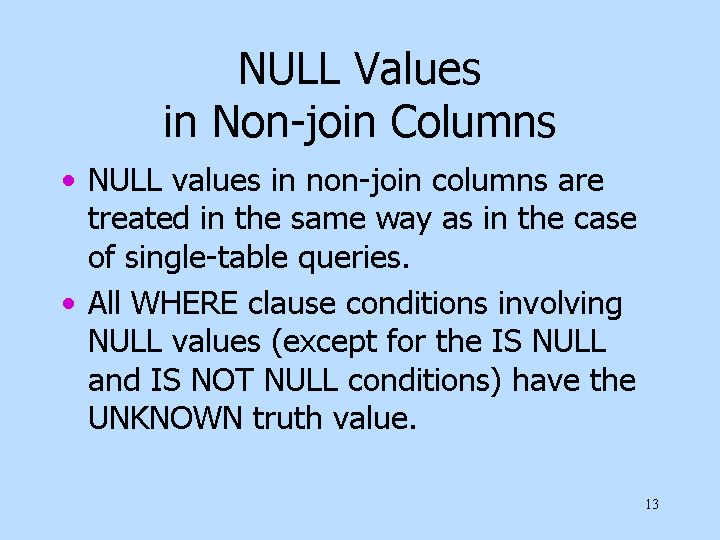 NULL Values
in Non-join Columns
• NULL values in non-join columns are
treated in the same way as in the case
of single-table queries.
• All WHERE clause conditions involving
NULL values (except for the IS NULL
and IS NOT NULL conditions) have the
UNKNOWN truth value.
13